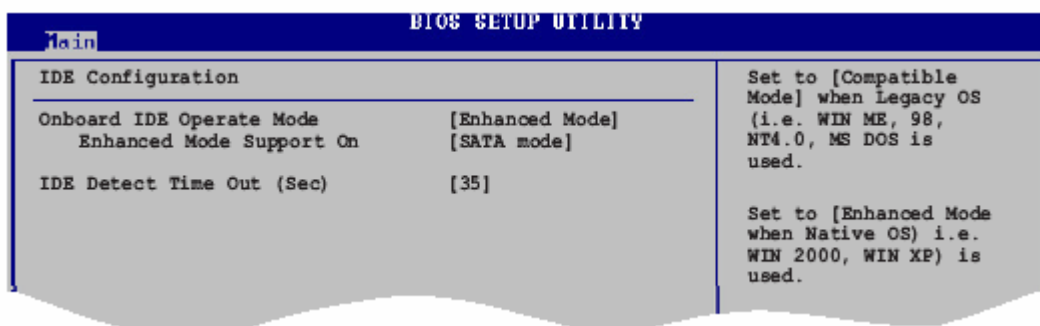 BIOS SETUP UTILITY
Main
IDE Configuration
Onboard IDE Operate Mode [Enhanced Mode]
Enhanced Mode Support On [SATA mode]
IDE Detect Time Out (Sec) [35]
Set to [Compatible
Mode] when Legacy OS
(i.e. WIN ME, 98,
NT4.0, MS DOS is
used.
Set to [Enhanced Mode
when Native OS) i.e.
WIN 2000, WIN XP) is
used.